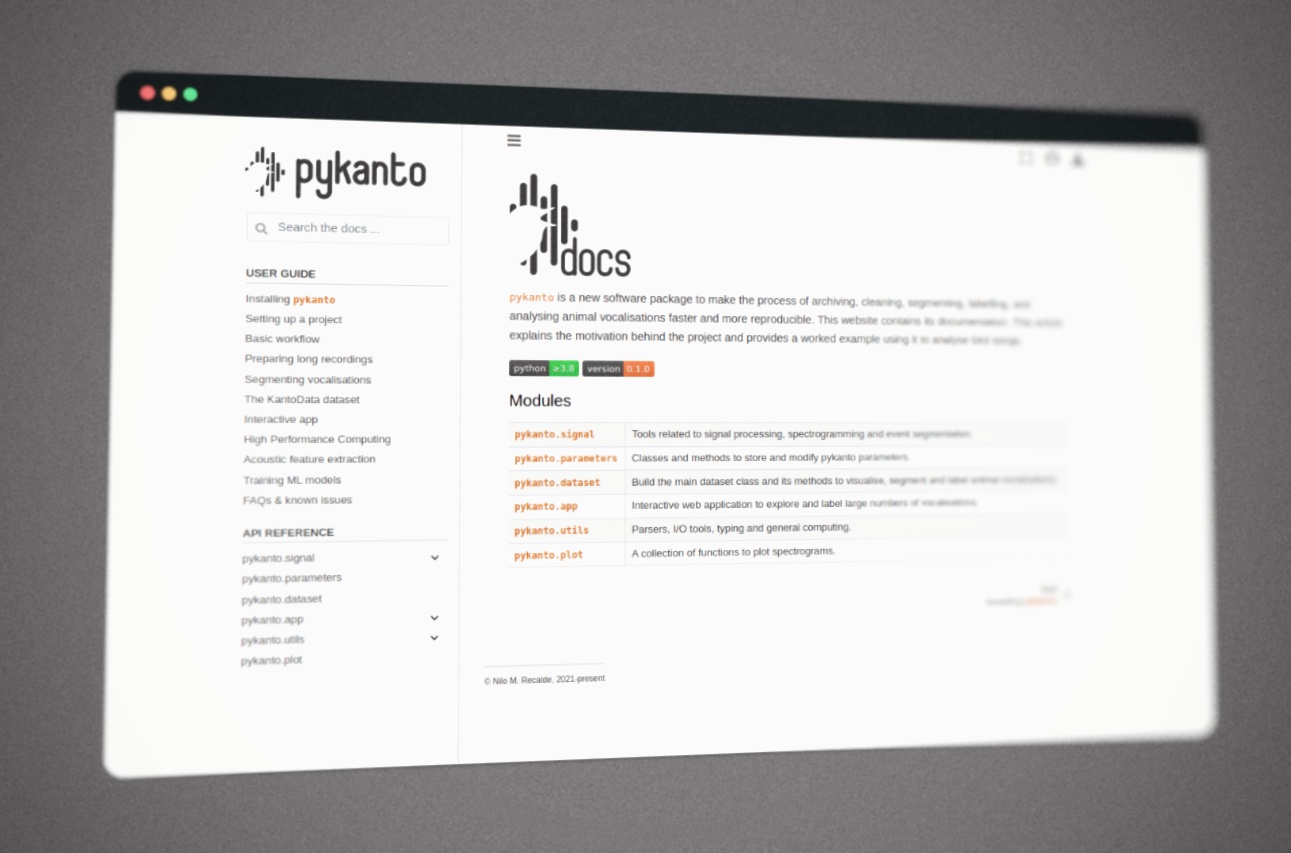 pykanto
Search the docs ...
USER GUIDE
Installing pykanto
Setting up a project
Basic workflow
Preparing long recordings
Segmenting vocalisations
The KantoData dataset
Interactive app
High Performance Computing
Acoustic feature extraction
Training ML models
FAQs & known issues
API REFERENCE
pykanto.signal
pykanto.parameters
pykanto.dataset
pykanto.app
pykanto.utils
pykanto.plot
docs
pykanto is a new software package to make the process of archiving, cleaning, segmenting, labelling, and
analysing animal vocalisations faster and more reproducible. This website contains its documentation. This article
explains the motivation behind the project and provides a worked example using it to analyse bird songs.
python ≥3.8 version 0.1.0
Modules
pykanto.signal Tools related to signal processing, spectrogramming and event segmentation.
pykanto.parameters Classes and methods to store and modify pykanto parameters.
pykanto.dataset Build the main dataset class and its methods to visualise, segment and label animal vocalisations.
pykanto.app Interactive web application to explore and label large numbers of vocalisations.
pykanto.utils Parsers, I/O tools, typing and general computing.
pykanto.plot A collection of functions to plot spectrograms.
© Nilo M. Recalde, 2021-present